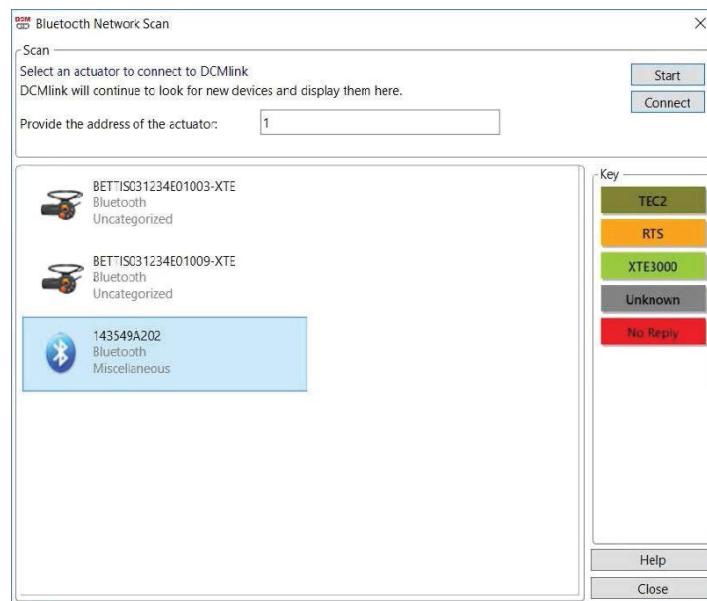 DCM
Bluetooth Network Scan
Scan
Select an actuator to connect to DCMlink
DCMlink will continue to look for new devices and display them here.
Start
Connect
Provide the address of the actuator:
1
BETTIS031234E01003-XTE
Bluetooth
Uncategorized
BETTIS031234E01009-XTE
Bluetooth
Uncategorized
143549A202
Bluetooth
Miscellaneous
Key
TEC2
RTS
XTE3000
Unknown
No Reply
Help
Close